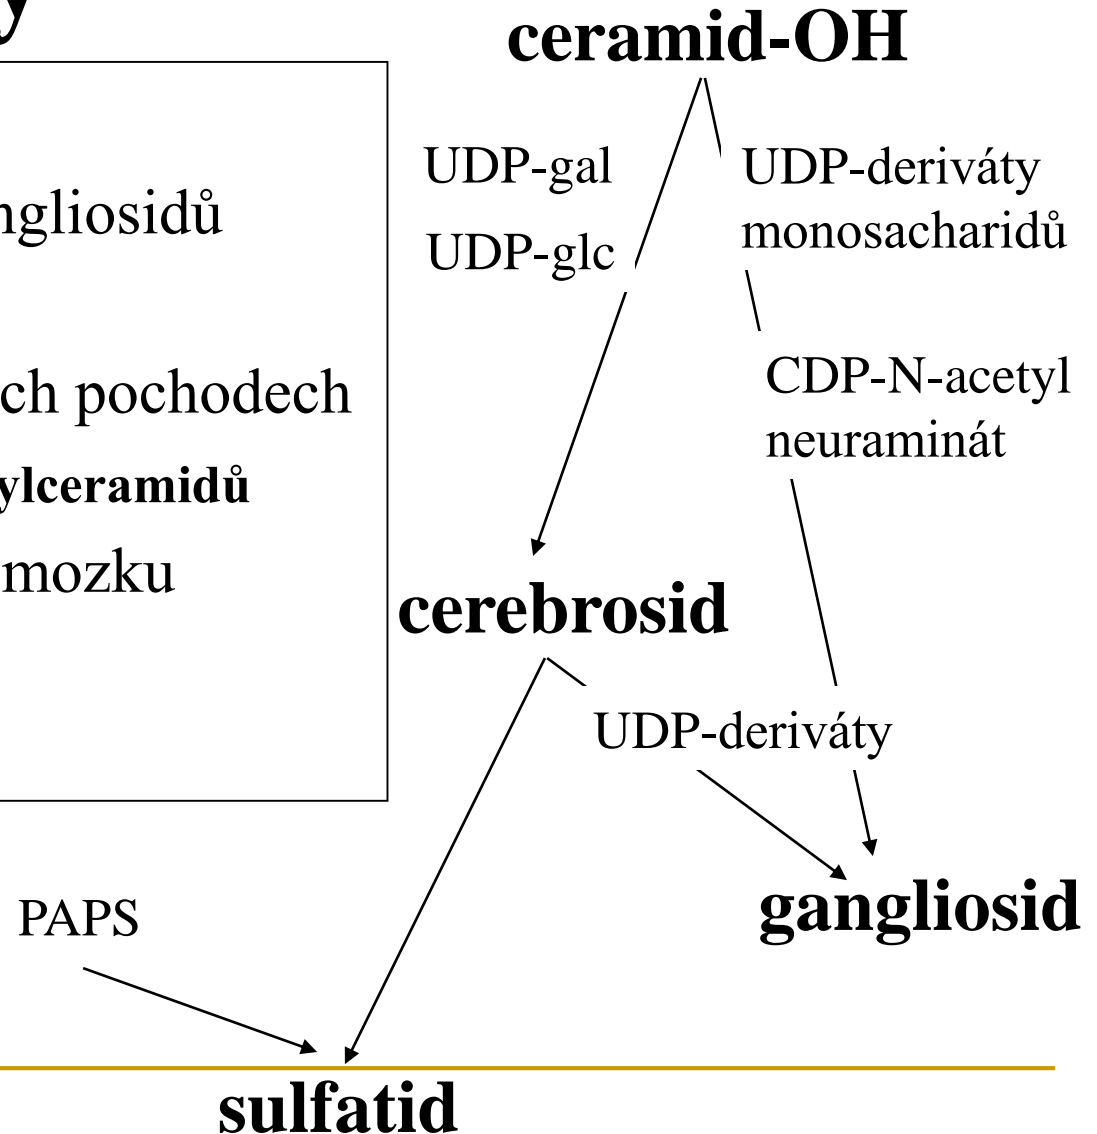 y
ceramid-OH
UDP-gal
UDP-glc
UDP-deriváty
monosacharidů
CDP-N-acetyl
neuraminát
ngliosidů
ch pochodech
ylceramidů
mozku
cerebrosid
UDP-deriváty
gangliosid
PAPS
sulfatid